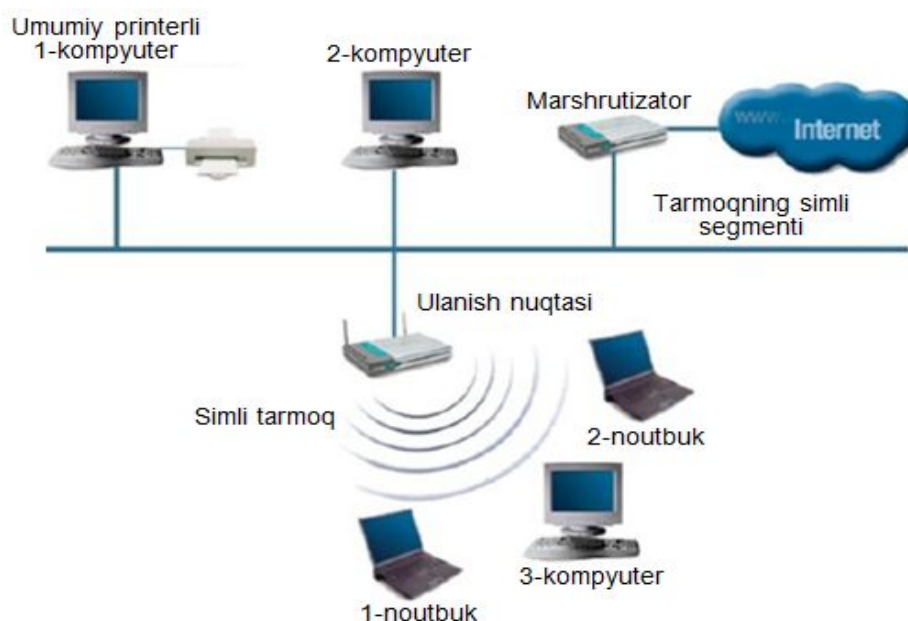 Umumiy printerli
1-kompyuter
2-kompyuter
Marshrutizator
www.
Internet
Tarmoqning simli
segmenti
Ulanish nuqtasi
Simli tarmoq
2-noutbuk
3-kompyuter
1-noutbuk